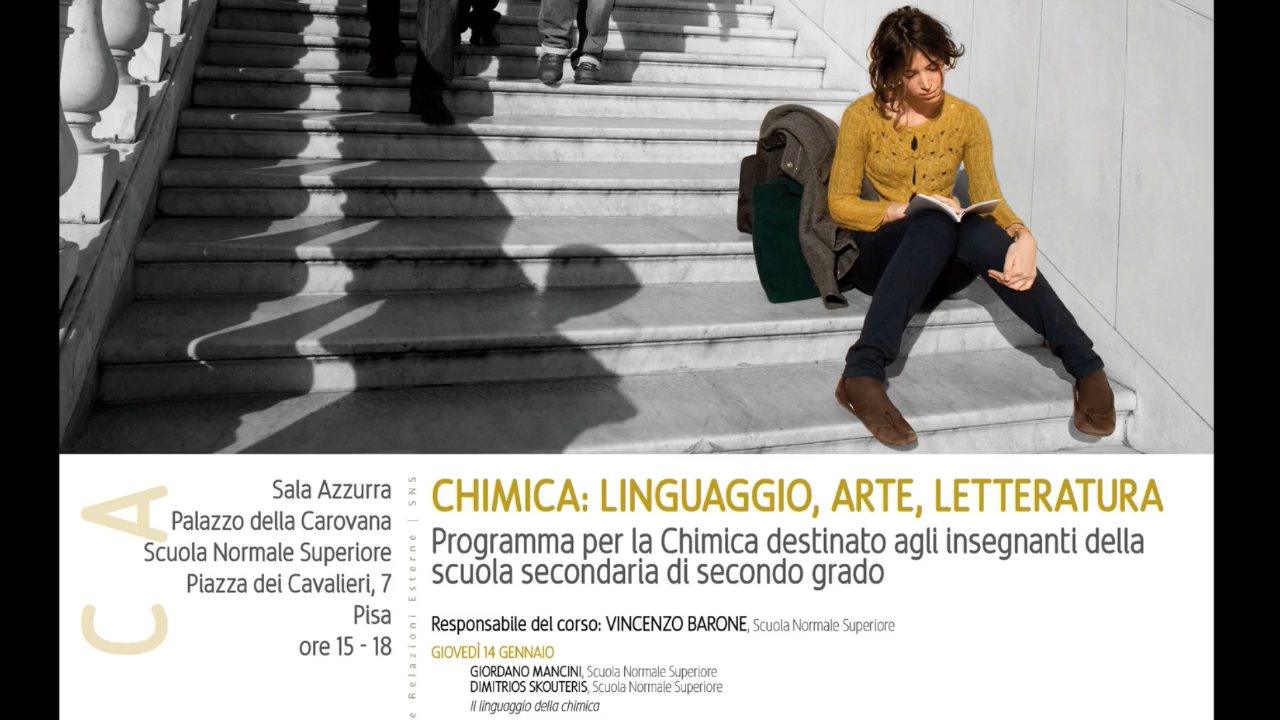 Sala Azzurra
Palazzo della Carovana
Scuola Normale Superiore
Piazza dei Cavalieri, 7
Pisa
ore 15 - 18
C A
e Relazioni Esterne | SNS
CHIMICA: LINGUAGGIO, ARTE, LETTERATURA
Programma per la Chimica destinato agli insegnanti della
scuola secondaria di secondo grado
Responsabile del corso: VINCENZO BARONE, Scuola Normale Superiore
GIOVEDÌ 14 GENNAIO
GIORDANO MANCINI, Scuola Normale Superiore
DIMITRIOS SKOUTERIS, Scuola Normale Superiore
Il linguaggio della chimica